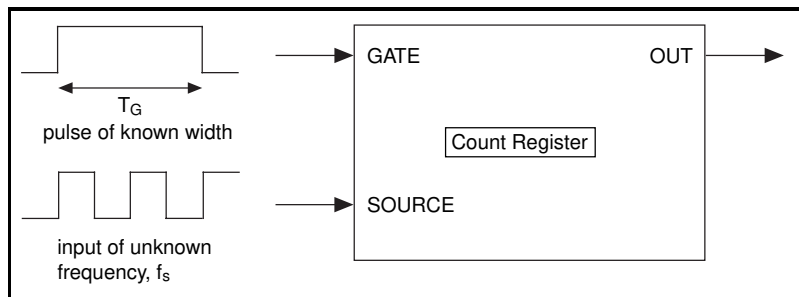 GATE
OUT
T_G
pulse of known width
Count Register
SOURCE
input of unknown
frequency, f_s